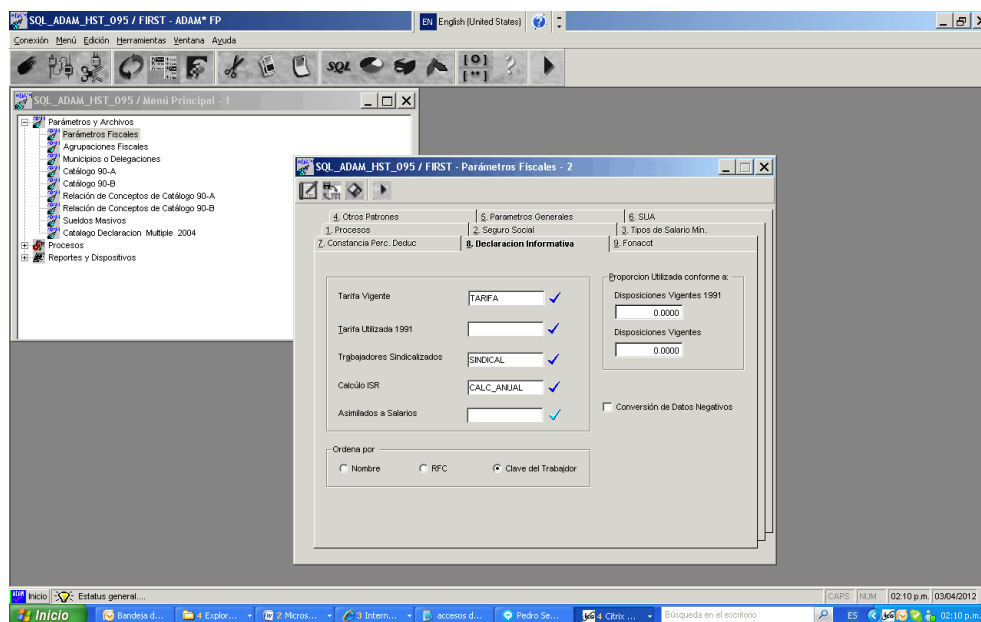 SQL_ADAM_HST_095 / FIRST - ADAM* FP
EN English (United States)
Conexión Menú Edición Herramientas Ventana Ayuda
SQL
SQL_ADAM_HST_095 / Menú Principal - 1
Parámetros y Archivos
Parámetros Fiscales
Agrupaciones Fiscales
Municipios o Delegaciones
Catálogo 90-A
Catálogo 90-B
Relación de Conceptos de Catálogo 90-A
Relación de Conceptos de Catálogo 90-B
Sueldos Masivos
Catalago Declaracion Multiple 2004
Procesos
Reportes y Dispositivos
SQL_ADAM_HST_095 / FIRST - Parámetros Fiscales - 2
4. Otros Patrones 5. Parametros Generales 6. SUA
1. Procesos 2. Seguro Social 3. Tipos de Salario Mín.
7. Constancia Perc. Deduc 8. Declaracion Informativa 9. Fonacot
Tarifa Vigente TARIFA
Tarifa Utilizada 1991
Trabajadores Sindicalizados SINDICAL
Calcúlo ISR CALC_ANUAL
Asimilados a Salarios
Proporcion Utilizada conforme a:
Disposiciones Vigentes 1991
0.0000
Disposiciones Vigentes
0.0000
Conversión de Datos Negativos
Ordena por
Nombre RFC Clave del Trabajdor
Inicio Estatus general.... CAPS NUM 02:10 p.m. 03/04/2012
Inicio Bandeja d... 4 Explor... 2 Micros... 3 Intern... accesos d... Pedro Se... 4 Citrix ... Búsqueda en el escritorio ES 02:10 p.m.